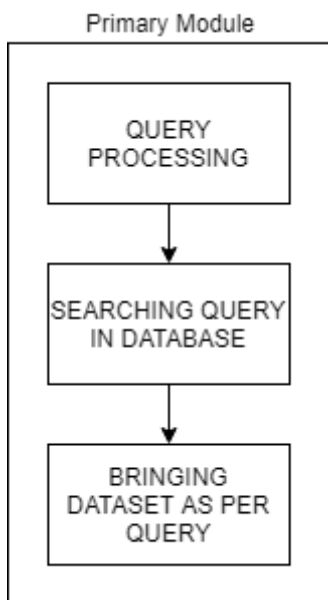 Primary Module
QUERY
PROCESSING
SEARCHING QUERY
IN DATABASE
BRINGING
DATASET AS PER
QUERY